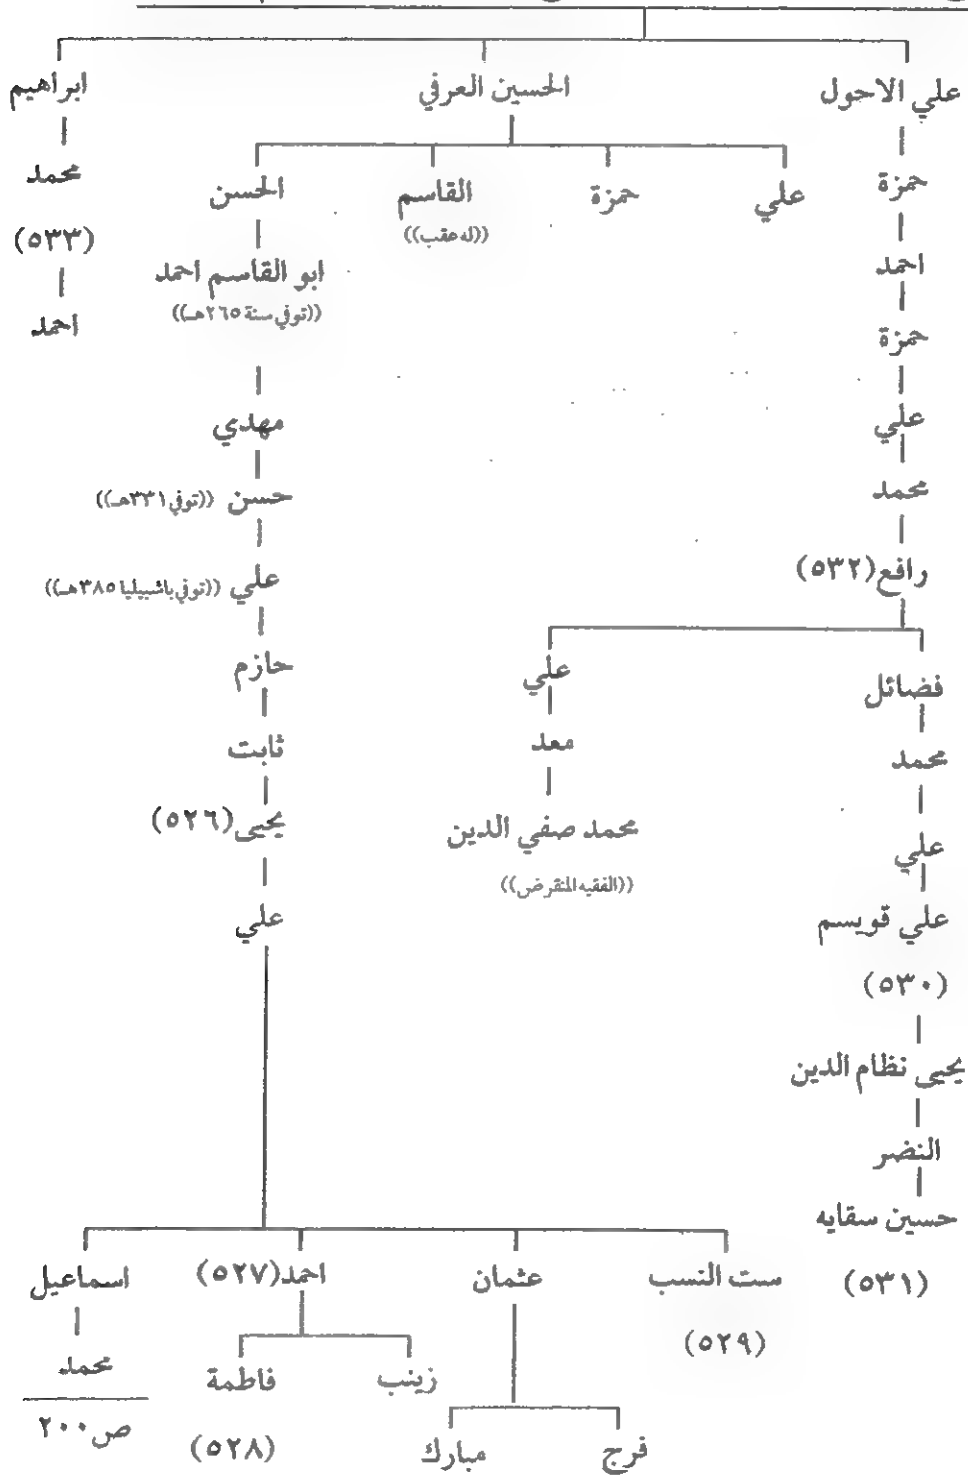 علي الاحول
الحسين العرفي
ابراهيم
حمزة
احمد
حمزة
علي
محمد
رافع (٥٣٢)
فضائل
محمد
علي
علي قويسم
(٥٣٠)
يحيى نظام الدين
النضر
حسين سقايه
(٥٣١)
علي
معد
محمد صفي الدين
((الفقيه المنقرض))
علي
حمزة
القاسم
((له عقب))
الحسن
ابو القاسم احمد
((توفي سنة ٢٦٥هـ))
مهدي
حسن ((توفي ٣٣١هـ))
علي ((توفي باشبيليا ٣٨٥هـ))
حازم
ثابت
يحيى (٥٢٦)
علي
ست النسب
(٥٢٩)
عثمان
فرج
مبارك
احمد (٥٢٧)
زينب
فاطمة
(٥٢٨)
اسماعيل
محمد
ص ٢٠٠
محمد
(٥٣٣)
احمد